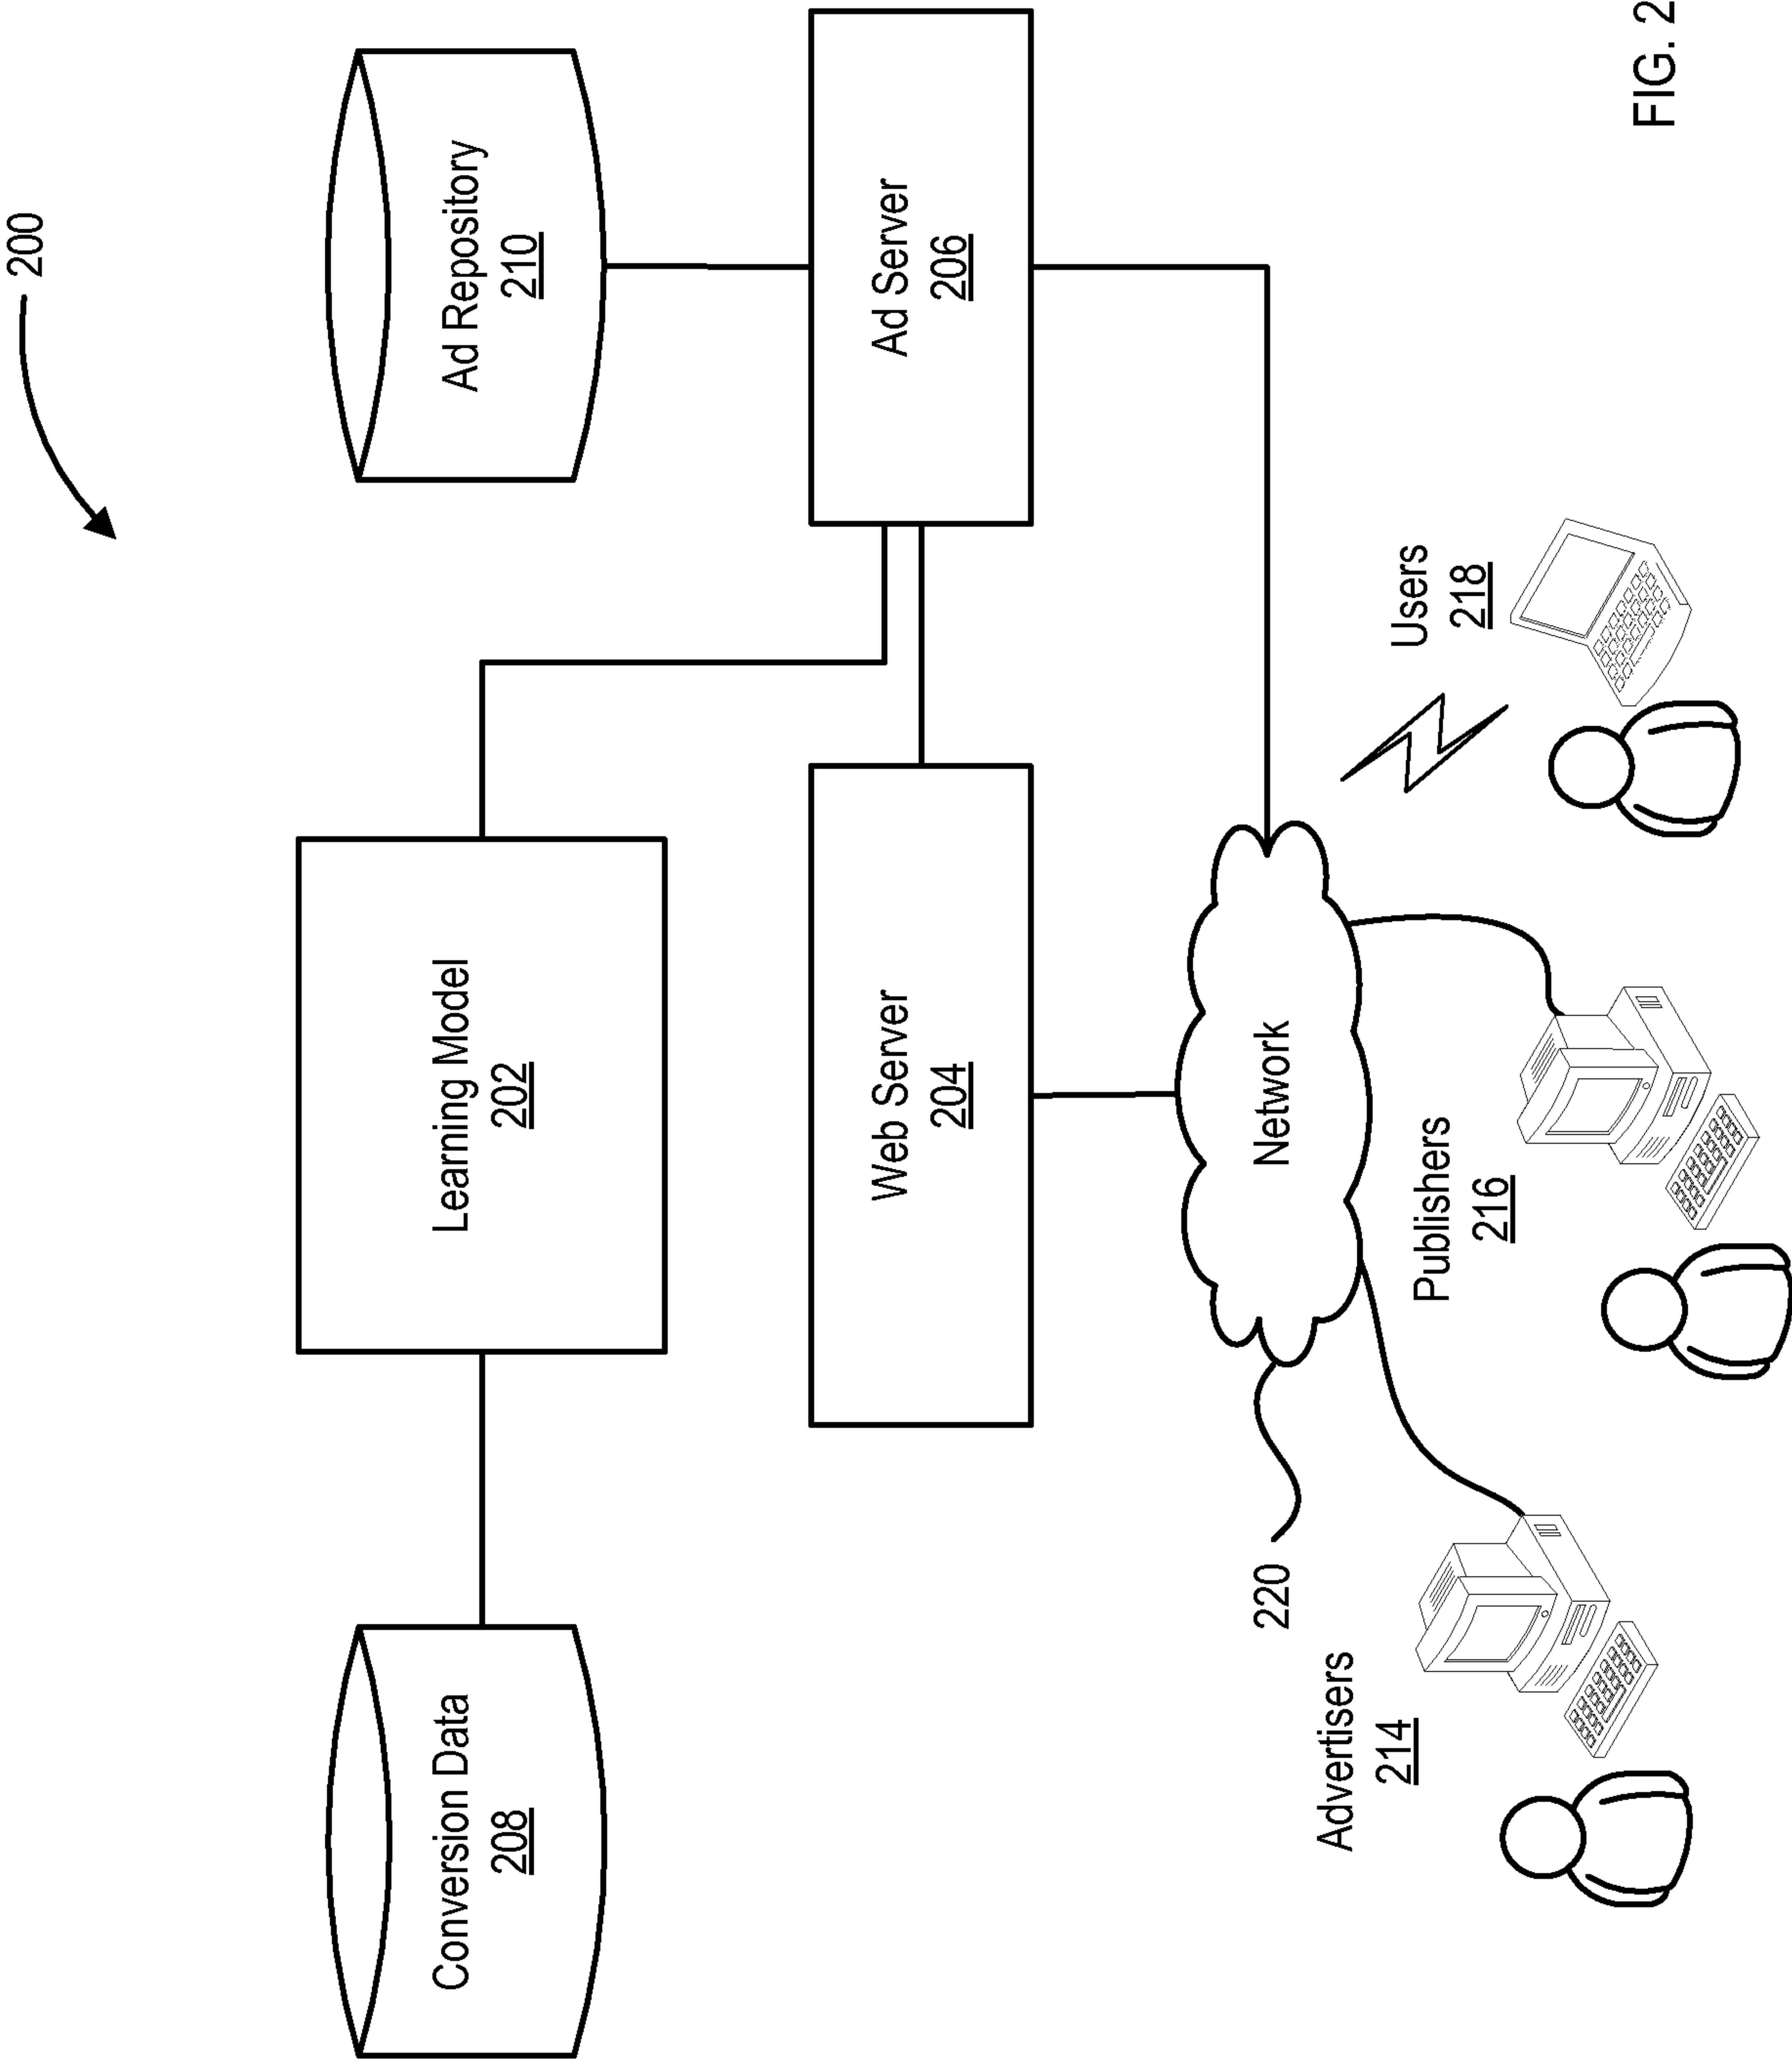 200
Conversion Data
208
Learning Model
202
Ad Repository
210
Web Server
204
Ad Server
206
220
Network
Advertisers
214
Publishers
216
Users
218
FIG. 2